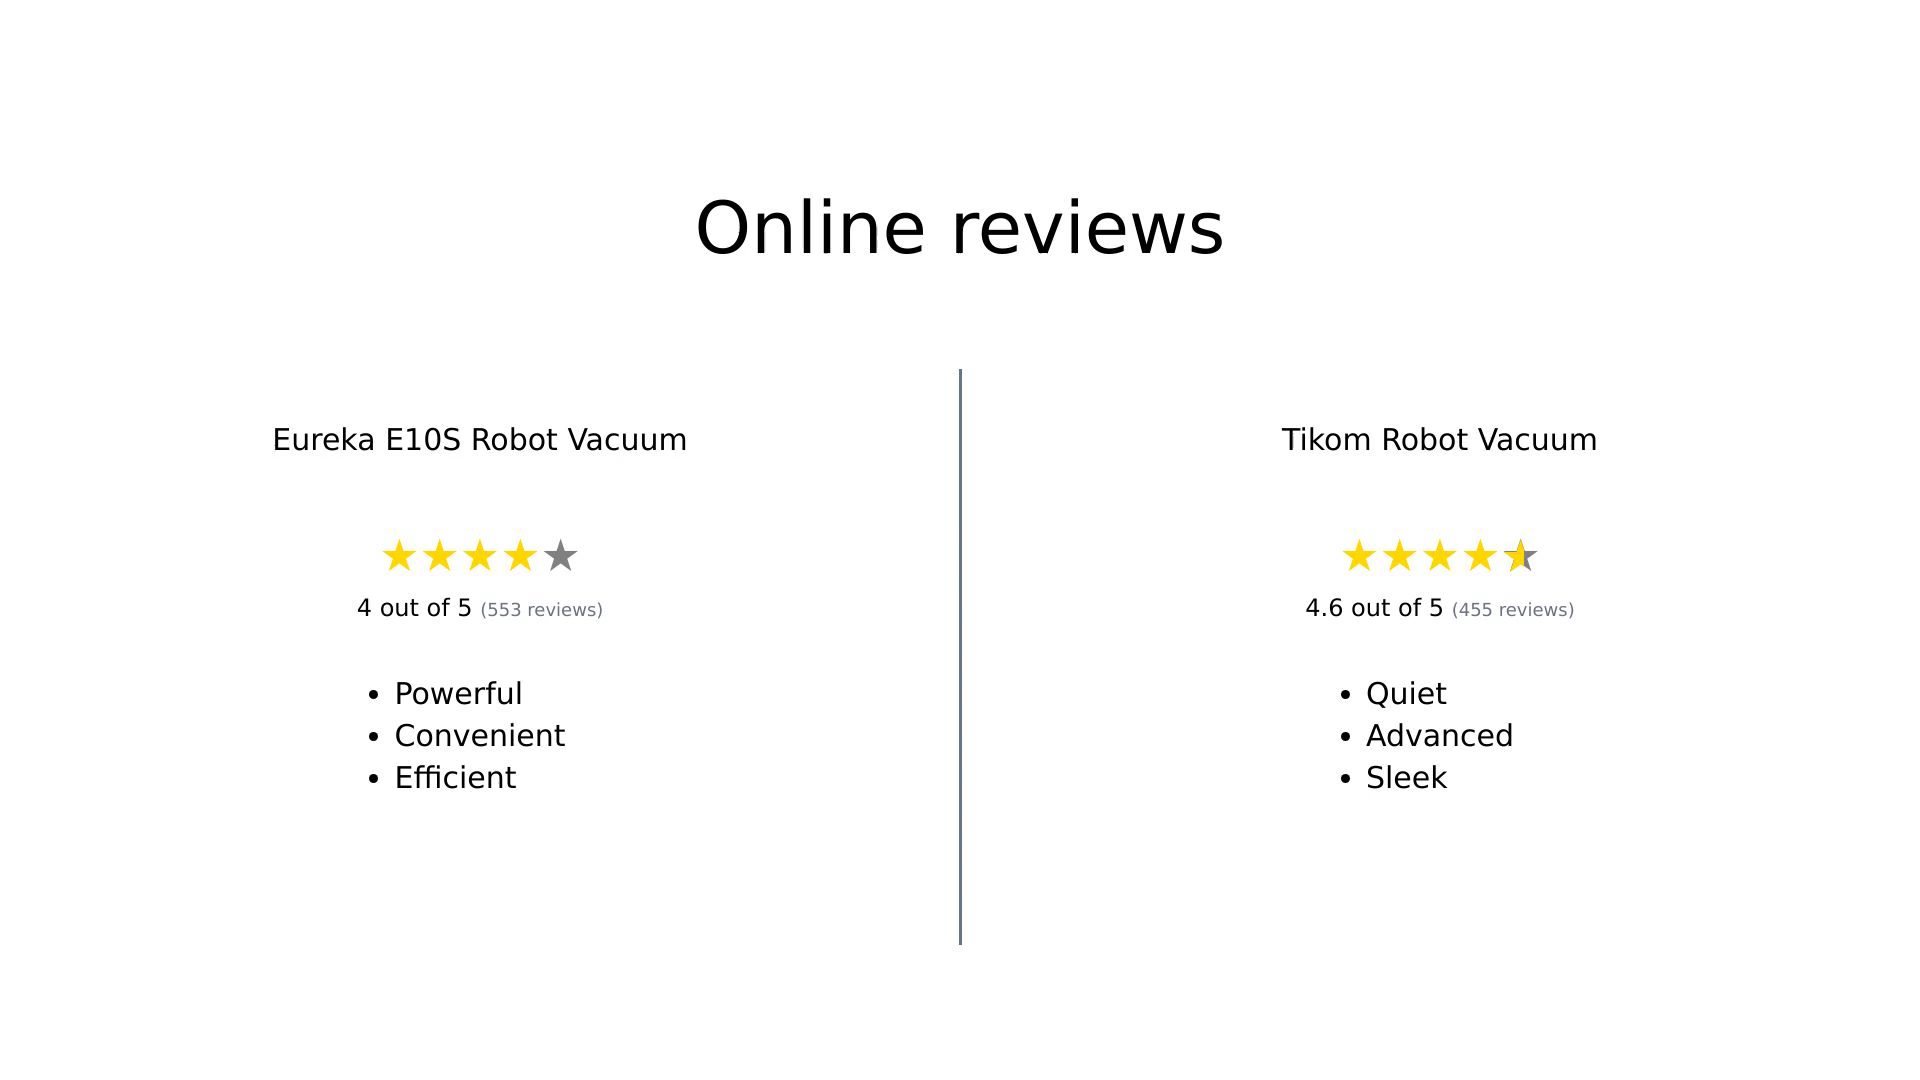 Online reviews
Eureka E10S Robot Vacuum
4 out of 5 (553 reviews)
• Powerful
• Convenient
• Efficient
Tikom Robot Vacuum
4.6 out of 5 (455 reviews)
• Quiet
• Advanced
• Sleek